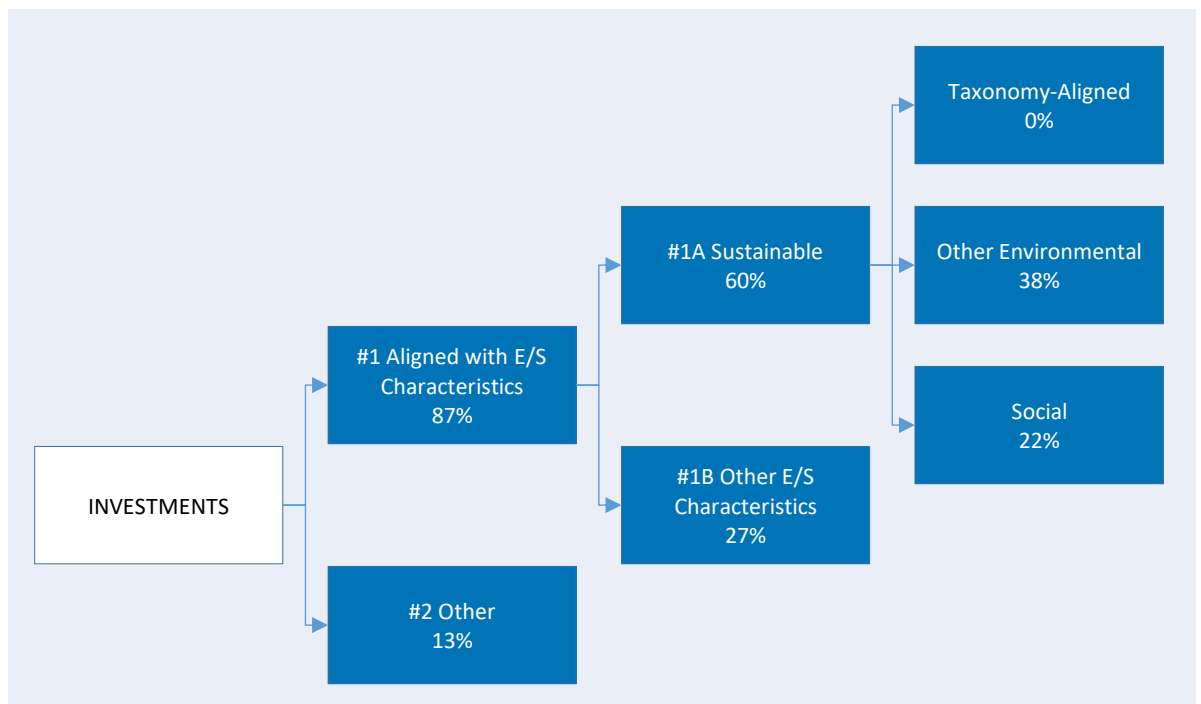 INVESTMENTS
#1 Aligned with E/S
Characteristics
87%
#2 Other
13%
#1A Sustainable
60%
#1B Other E/S
Characteristics
27%
Taxonomy-Aligned
0%
Other Environmental
38%
Social
22%